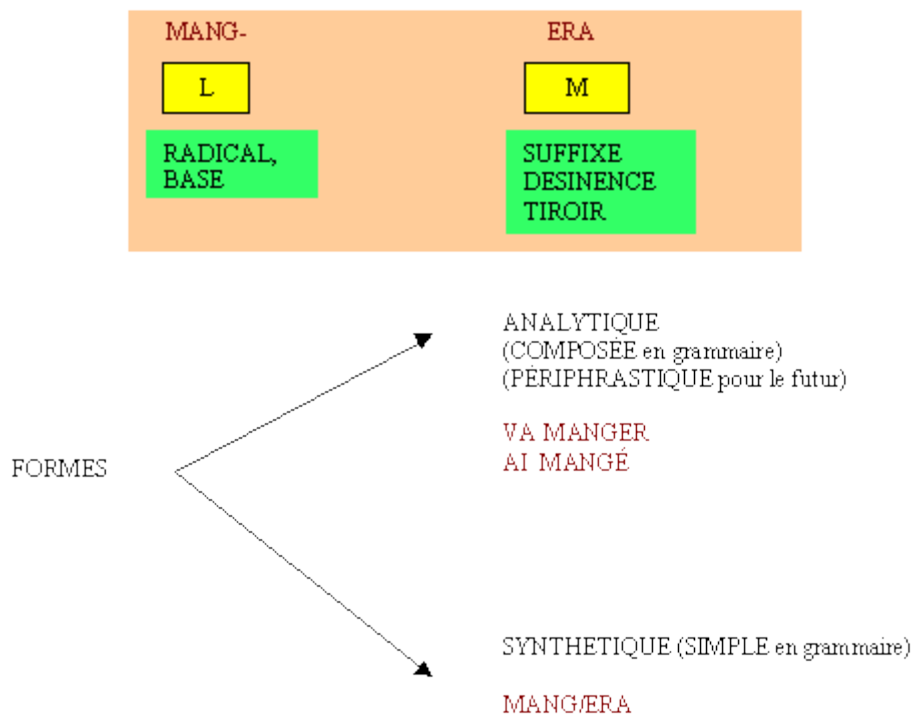 MANG- ERA
L M
RADICAL, SUFFIXE
BASE DESINENCE
TIROIR
ANALYTIQUE
(COMPOSÉE en grammaire)
(PÉRIPHRASTIQUE pour le futur)
VA MANGER
AI MANGÉ
FORMES
SYNTHETIQUE (SIMPLE en grammaire)
MANG/ERA